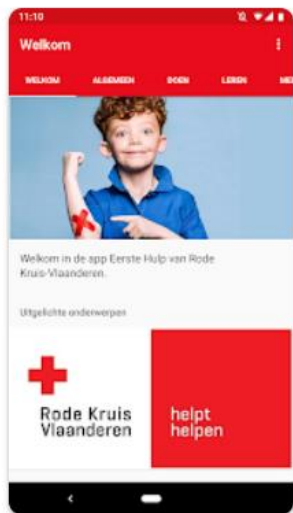 11:10
Welkom
WELKOM ALGEMEEN DOEN LEREN
Welkom in de app Eerste Hulp van Rode
Kruis-Vlaanderen.
Uitgelichte onderwerpen
Rode Kruis
Vlaanderen
helpt
helpen